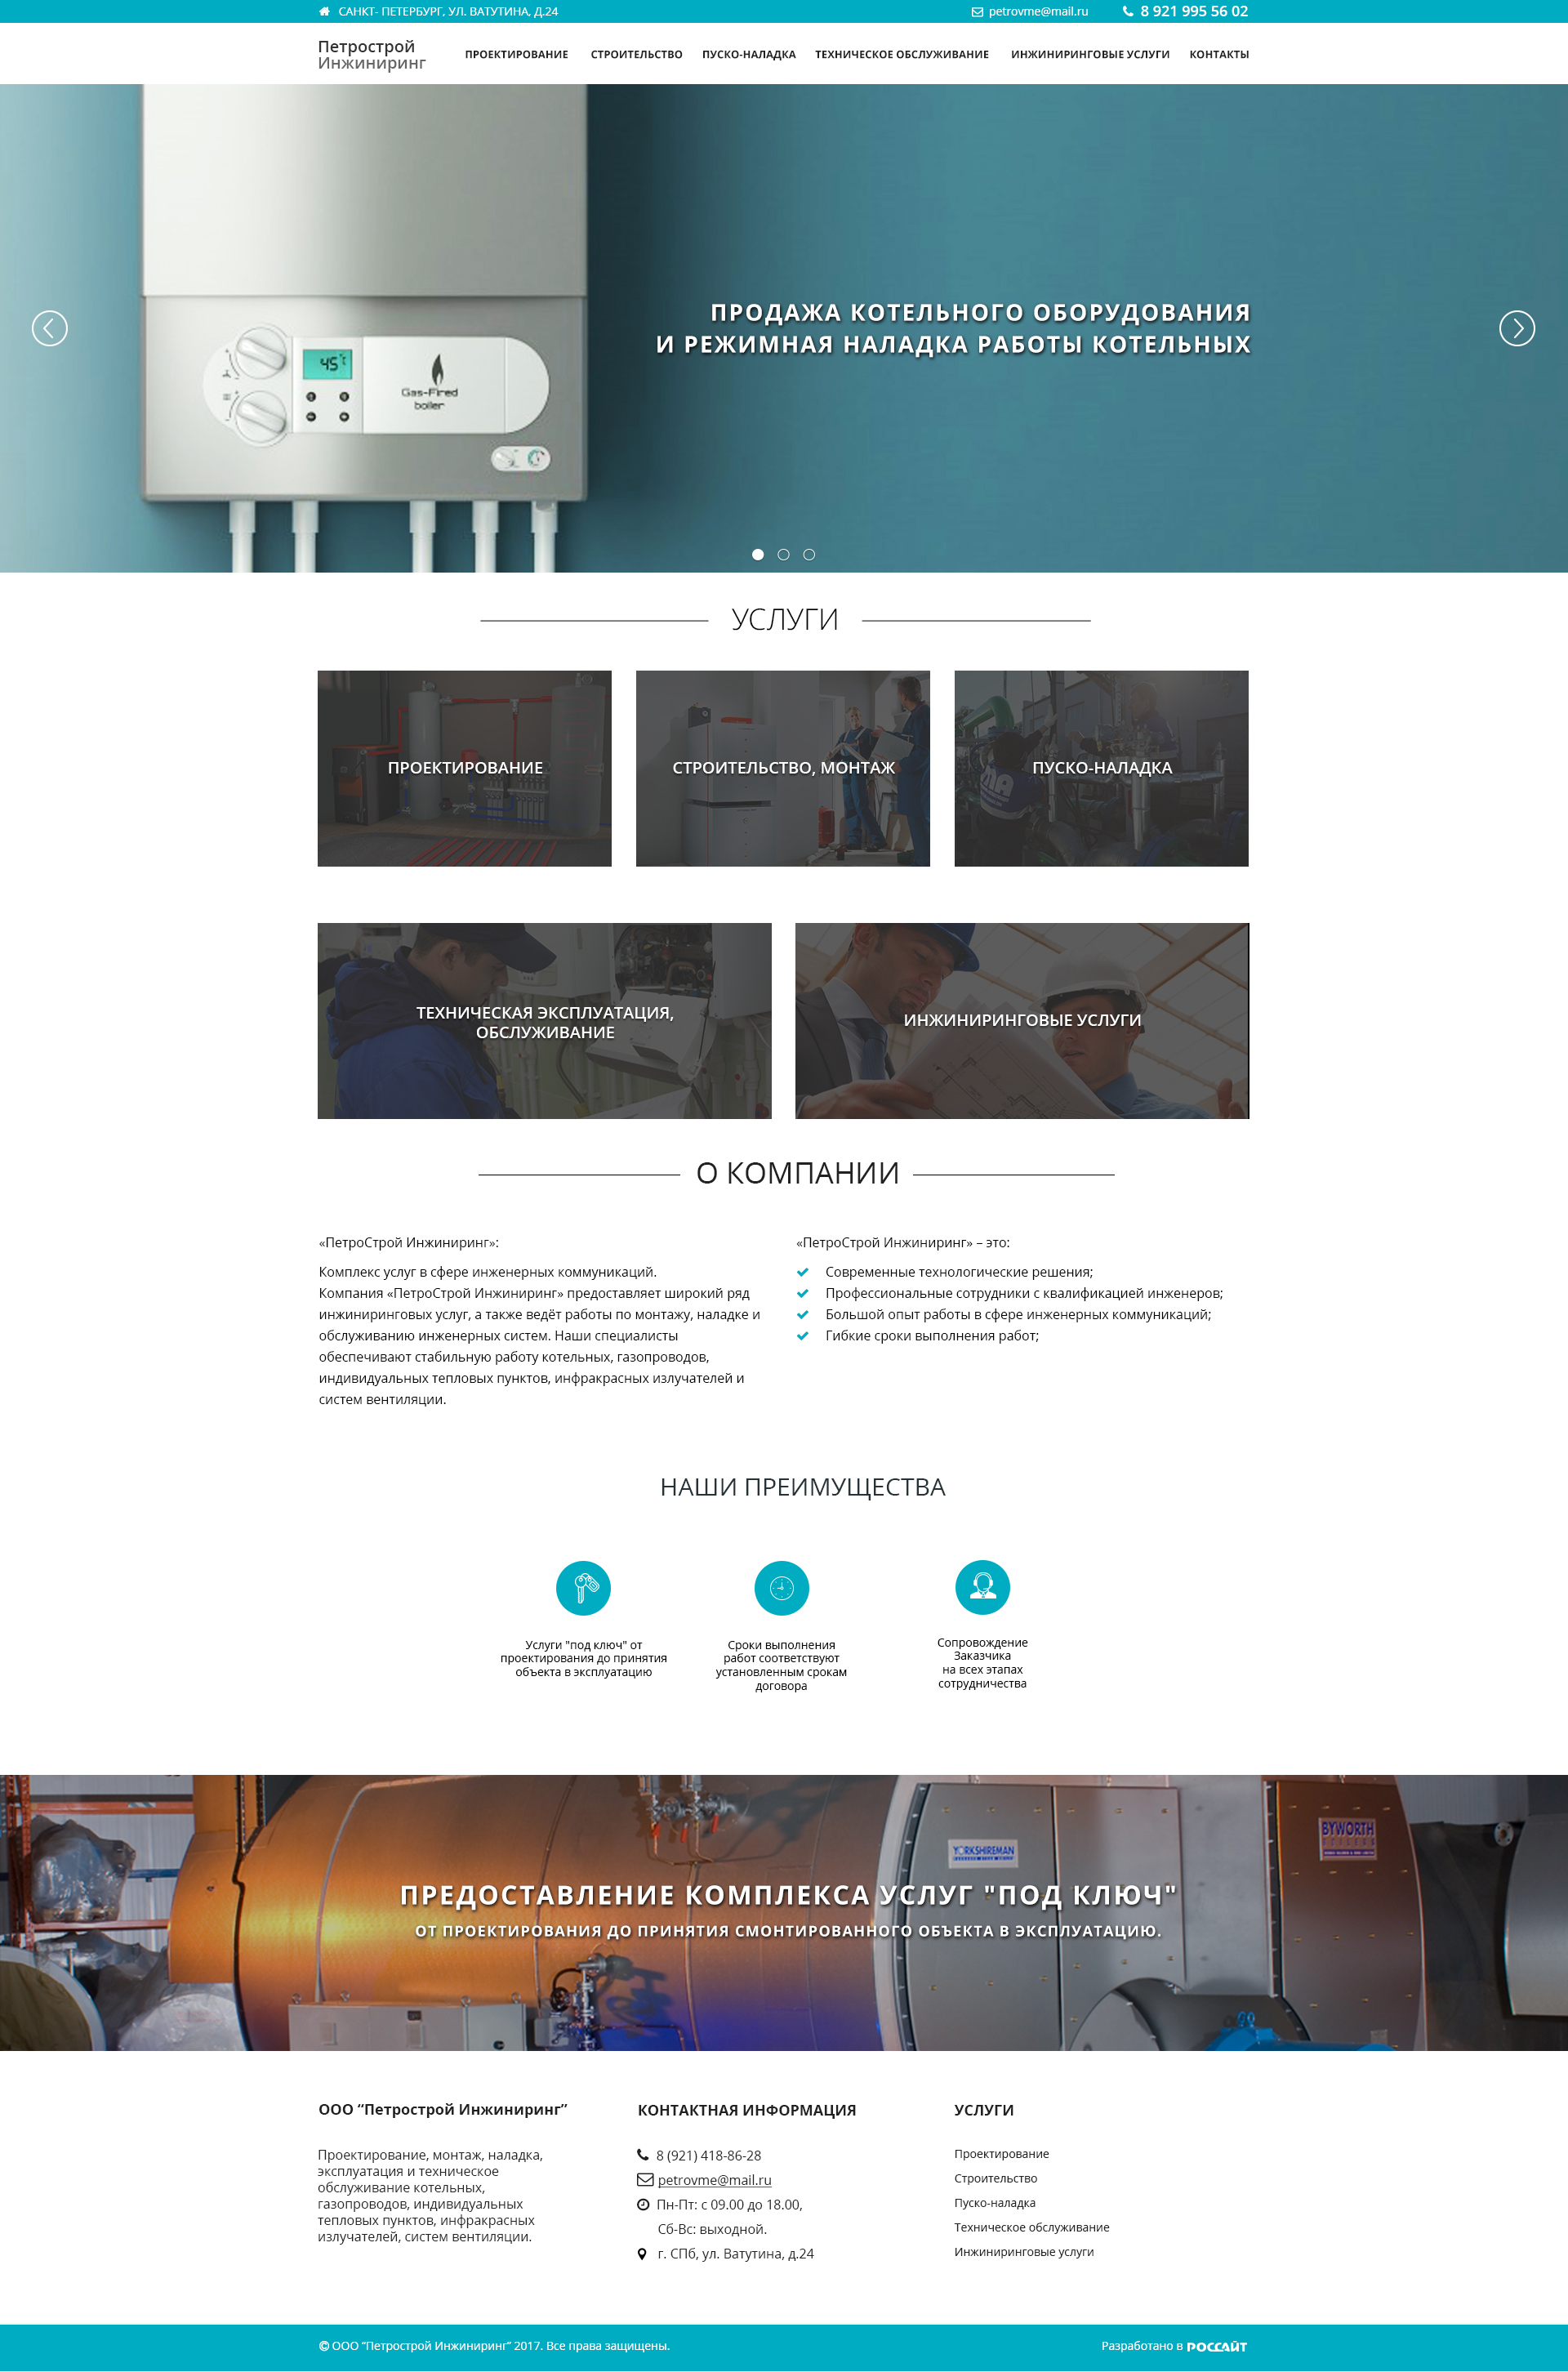 САНКТ- ПЕТЕРБУРГ, УЛ. ВАТУТИНА, Д.24
petrovme@mail.ru
8 921 995 56 02
Петрострой
Инжиниринг
ПРОЕКТИРОВАНИЕ СТРОИТЕЛЬСТВО ПУСКО-НАЛАДКА ТЕХНИЧЕСКОЕ ОБСЛУЖИВАНИЕ ИНЖИНИРИНГОВЫЕ УСЛУГИ КОНТАКТЫ
ПРОДАЖА КОТЕЛЬНОГО ОБОРУДОВАНИЯ
И РЕЖИМНАЯ НАЛАДКА РАБОТЫ КОТЕЛЬНЫХ
45°C
Gas-Fired
boiler
УСЛУГИ
ПРОЕКТИРОВАНИЕ
СТРОИТЕЛЬСТВО, МОНТАЖ
ПУСКО-НАЛАДКА
ТЕХНИЧЕСКАЯ ЭКСПЛУАТАЦИЯ,
ОБСЛУЖИВАНИЕ
ИНЖИНИРИНГОВЫЕ УСЛУГИ
О КОМПАНИИ
«ПетроСтрой Инжиниринг»:
Комплекс услуг в сфере инженерных коммуникаций.
Компания «ПетроСтрой Инжиниринг» предоставляет широкий ряд
инжиниринговых услуг, а также ведёт работы по монтажу, наладке и
обслуживанию инженерных систем. Наши специалисты
обеспечивают стабильную работу котельных, газопроводов,
индивидуальных тепловых пунктов, инфракрасных излучателей и
систем вентиляции.
«ПетроСтрой Инжиниринг» – это:
Современные технологические решения;
Профессиональные сотрудники с квалификацией инженеров;
Большой опыт работы в сфере инженерных коммуникаций;
Гибкие сроки выполнения работ;
НАШИ ПРЕИМУЩЕСТВА
Услуги "под ключ" от
проектирования до принятия
объекта в эксплуатацию
Сроки выполнения
работ соответствуют
установленным срокам
договора
Сопровождение
Заказчика
на всех этапах
сотрудничества
YORKSHIREMAN
BYWORTH
ПРЕДОСТАВЛЕНИЕ КОМПЛЕКСА УСЛУГ "ПОД КЛЮЧ"
ОТ ПРОЕКТИРОВАНИЯ ДО ПРИНЯТИЯ СМОНТИРОВАННОГО ОБЪЕКТА В ЭКСПЛУАТАЦИЮ.
ООО “Петрострой Инжиниринг”
Проектирование, монтаж, наладка,
эксплуатация и техническое
обслуживание котельных,
газопроводов, индивидуальных
тепловых пунктов, инфракрасных
излучателей, систем вентиляции.
КОНТАКТНАЯ ИНФОРМАЦИЯ
8 (921) 418-86-28
petrovme@mail.ru
Пн-Пт: с 09.00 до 18.00,
Сб-Вс: выходной.
г. СПб, ул. Ватутина, д.24
УСЛУГИ
Проектирование
Строительство
Пуско-наладка
Техническое обслуживание
Инжиниринговые услуги
© ООО “Петрострой Инжиниринг” 2017. Все права защищены.
Разработано в РОССАЙТ